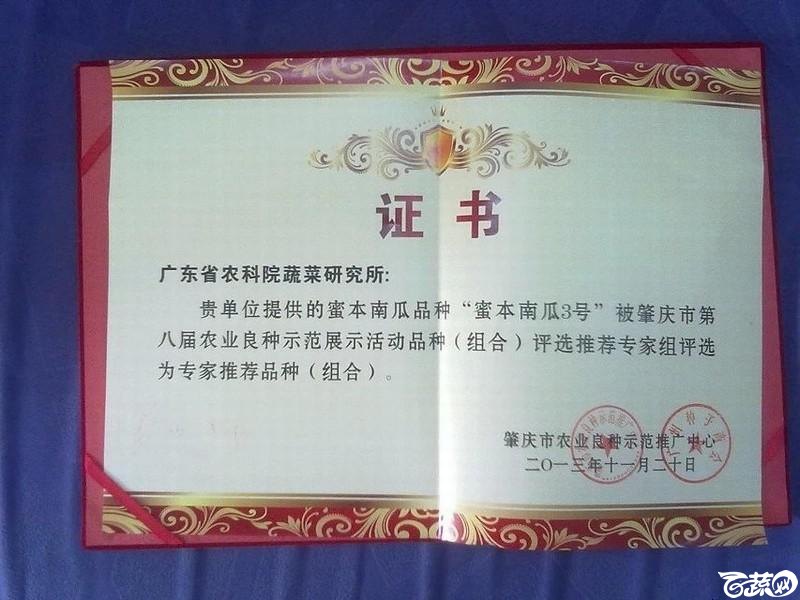 证书
广东省农科院蔬菜研究所:
贵单位提供的蜜本南瓜品种“蜜本南瓜3号”被肇庆市第
八届农业良种示范展示活动品种（组合）评选推荐专家组评选
为专家推荐品种（组合）。
肇庆市农业良种示范推广中心
二〇一三年十一月二十日
百蔬网